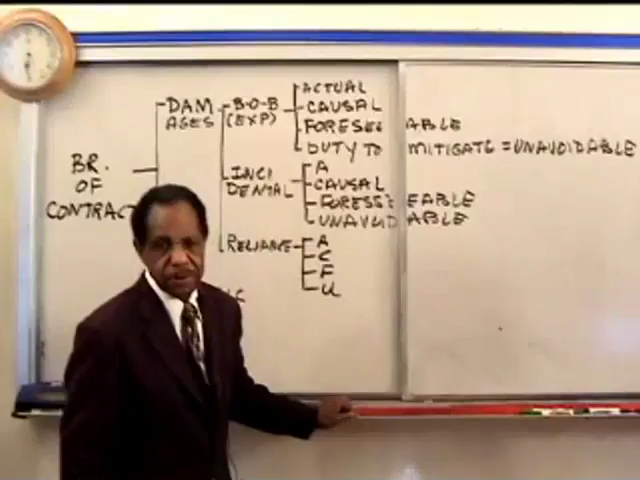 ACTUAL
DAM B-O-B CAUSAL
AGES (EXP) FORESEEABLE
DUTY TO MITIGATE = UNAVOIDABLE
BR. INCI A
OF DENTAL CAUSAL
CONTRACT FORESEEABLE
UNAVOIDABLE
RELIANCE A
C
F
U